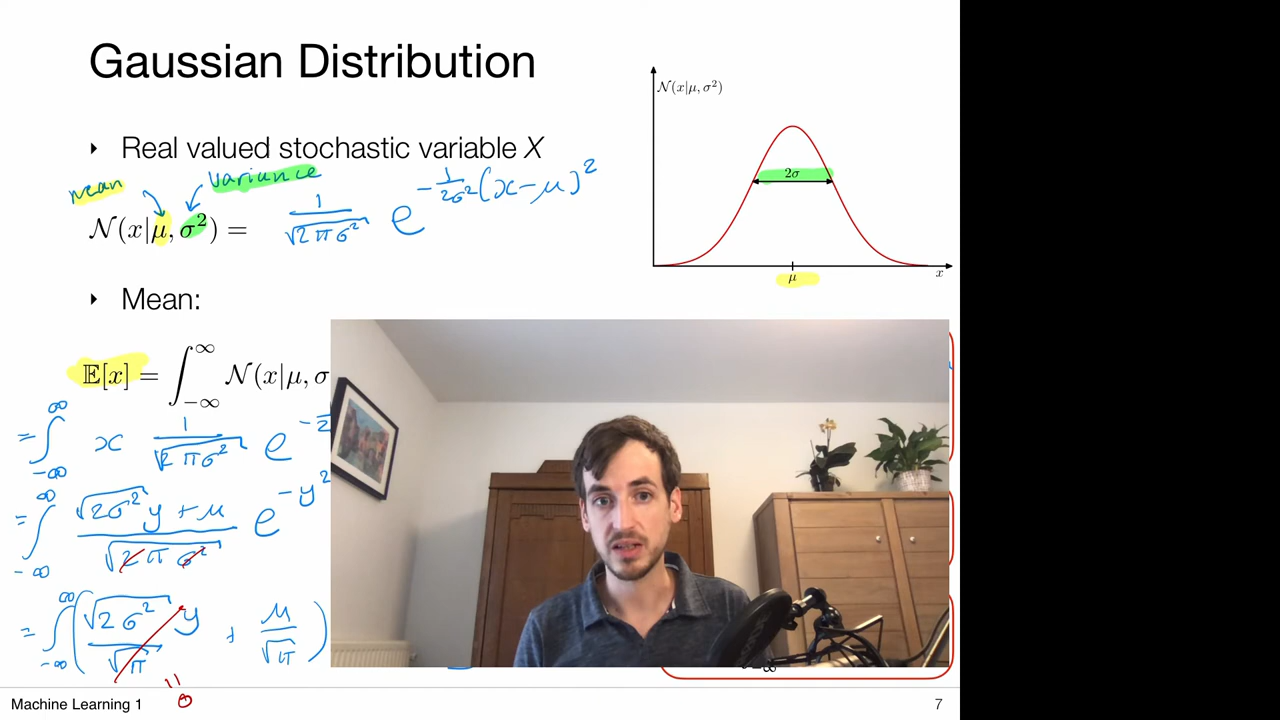 Gaussian Distribution
N(x|μ, σ²)
‣ Real valued stochastic variable X
mean variance
N(x|μ, σ²) = 1/√(2πσ²) e^(-1/(2σ²)(x-μ)²)
2σ
μ
x
‣ Mean:
E[x] = ∫_{-∞}^{∞} N(x|μ, σ
= ∫_{-∞}^{∞} x 1/√(2πσ²) e^-
= ∫_{-∞}^{∞} (√(2σ²) y + μ)/√(2πσ²) e^(-y²
= ∫_{-∞}^{∞} (√(2σ²)/√π y + μ/√π)
-∞
= 0
Machine Learning 1
7